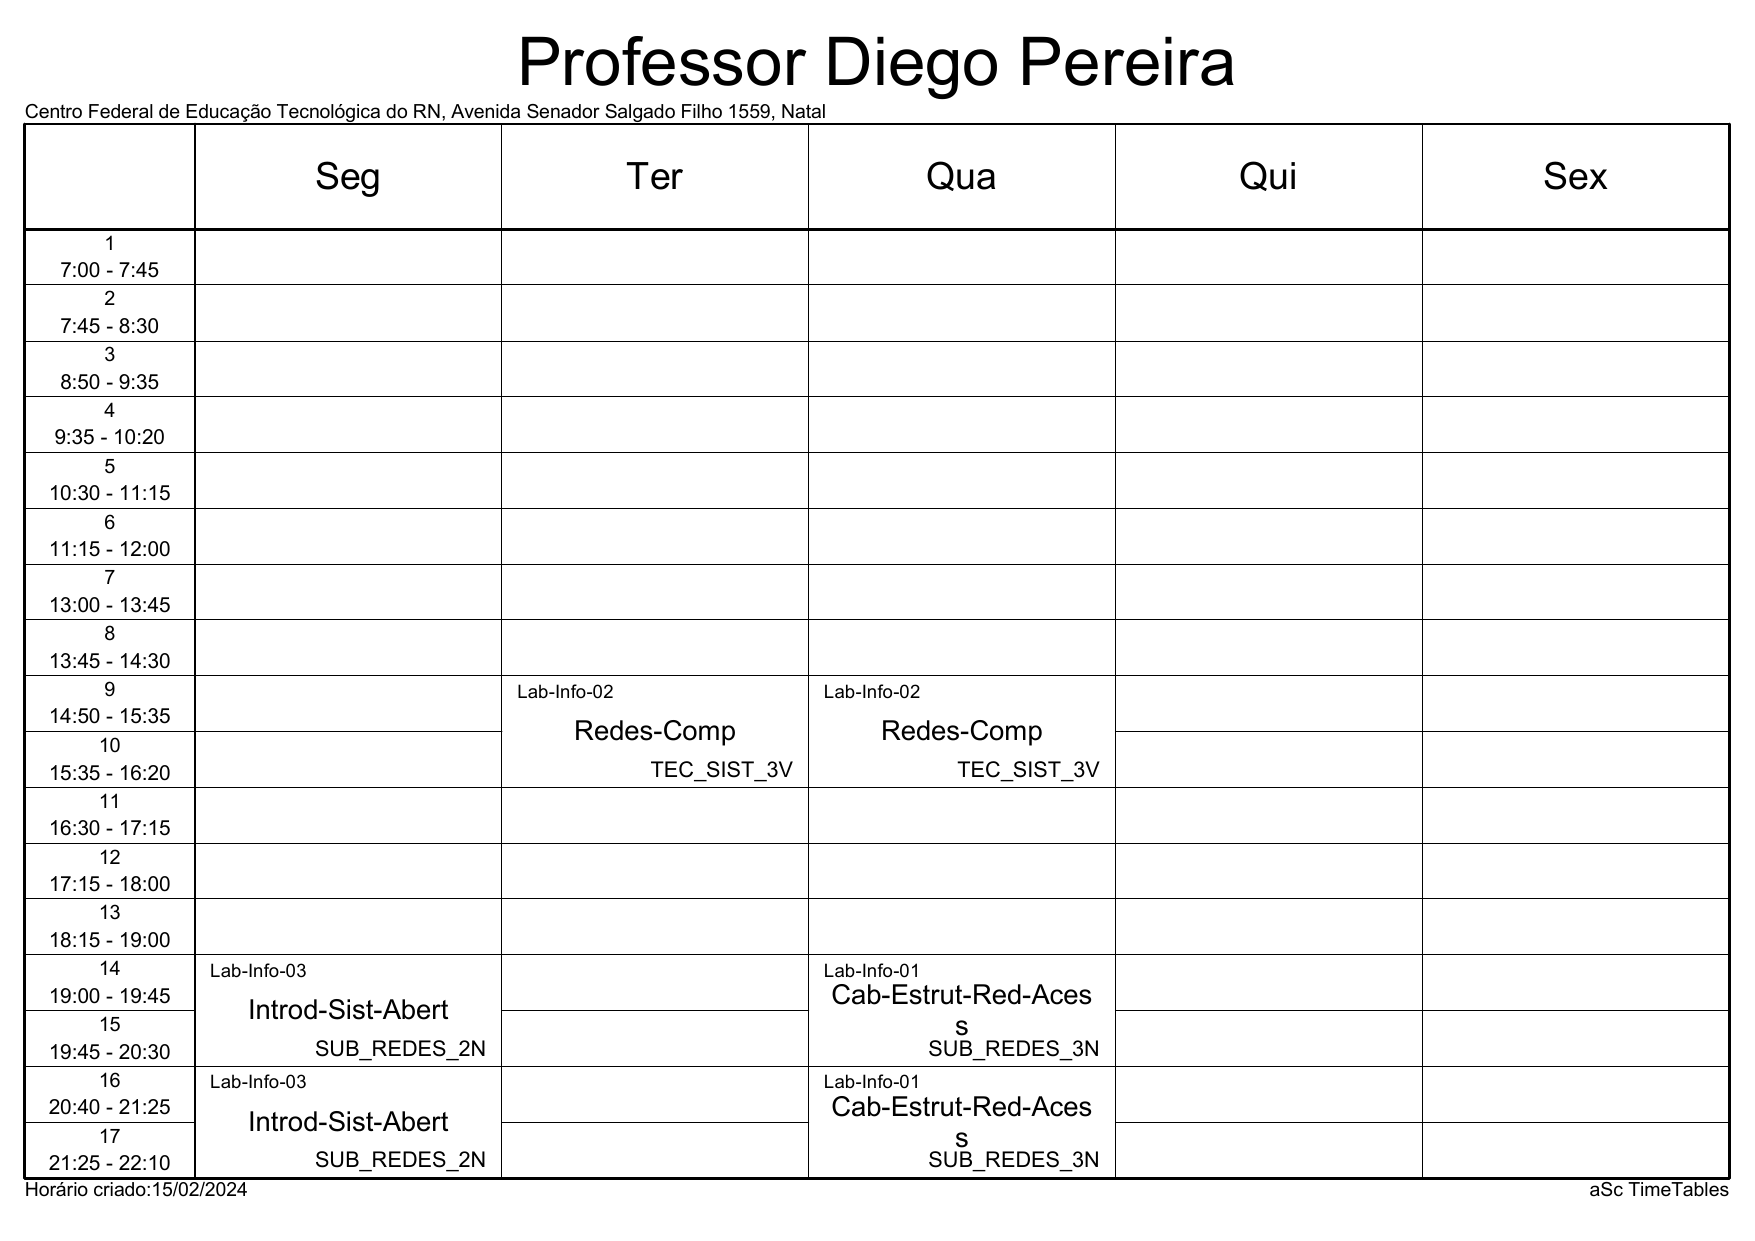 Professor Diego Pereira
Centro Federal de Educação Tecnológica do RN, Avenida Senador Salgado Filho 1559, Natal
Seg Ter Qua Qui Sex
1
7:00 - 7:45
2
7:45 - 8:30
3
8:50 - 9:35
4
9:35 - 10:20
5
10:30 - 11:15
6
11:15 - 12:00
7
13:00 - 13:45
8
13:45 - 14:30
9
14:50 - 15:35
10
15:35 - 16:20
Lab-Info-02
Redes-Comp
TEC_SIST_3V
Lab-Info-02
Redes-Comp
TEC_SIST_3V
11
16:30 - 17:15
12
17:15 - 18:00
13
18:15 - 19:00
14
19:00 - 19:45
15
19:45 - 20:30
Lab-Info-03
Introd-Sist-Abert
SUB_REDES_2N
Lab-Info-01
Cab-Estrut-Red-Aces
s
SUB_REDES_3N
16
20:40 - 21:25
17
21:25 - 22:10
Lab-Info-03
Introd-Sist-Abert
SUB_REDES_2N
Lab-Info-01
Cab-Estrut-Red-Aces
s
SUB_REDES_3N
Horário criado:15/02/2024
aSc TimeTables